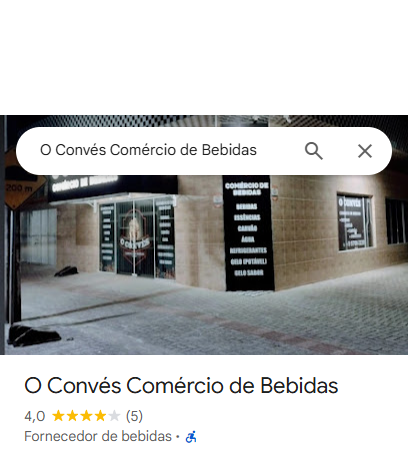 O Convés Comércio de Bebidas
200 m
COMÉRCIO DE BEBIDAS
O CONVÉS
COMÉRCIO DE
BEBIDAS
BEBIDAS
ESSÊNCIAS
CARVÃO
ÁGUA
REFRIGERANTES
GELO (POTÁVEL)
GELO SABOR
O CONVÉS
O Convés Comércio de Bebidas
4,0 (5)
Fornecedor de bebidas ·